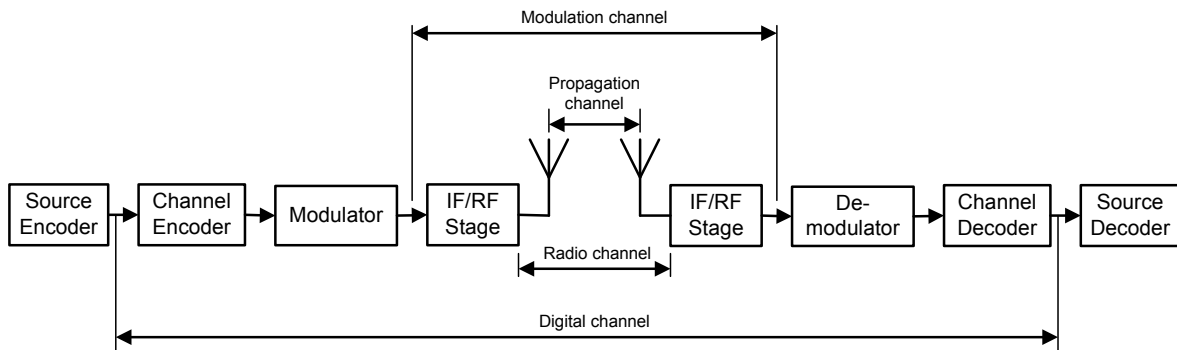 Modulation channel
Propagation
channel
Source
Encoder
Channel
Encoder
Modulator
IF/RF
Stage
IF/RF
Stage
De-
modulator
Channel
Decoder
Source
Decoder
Radio channel
Digital channel